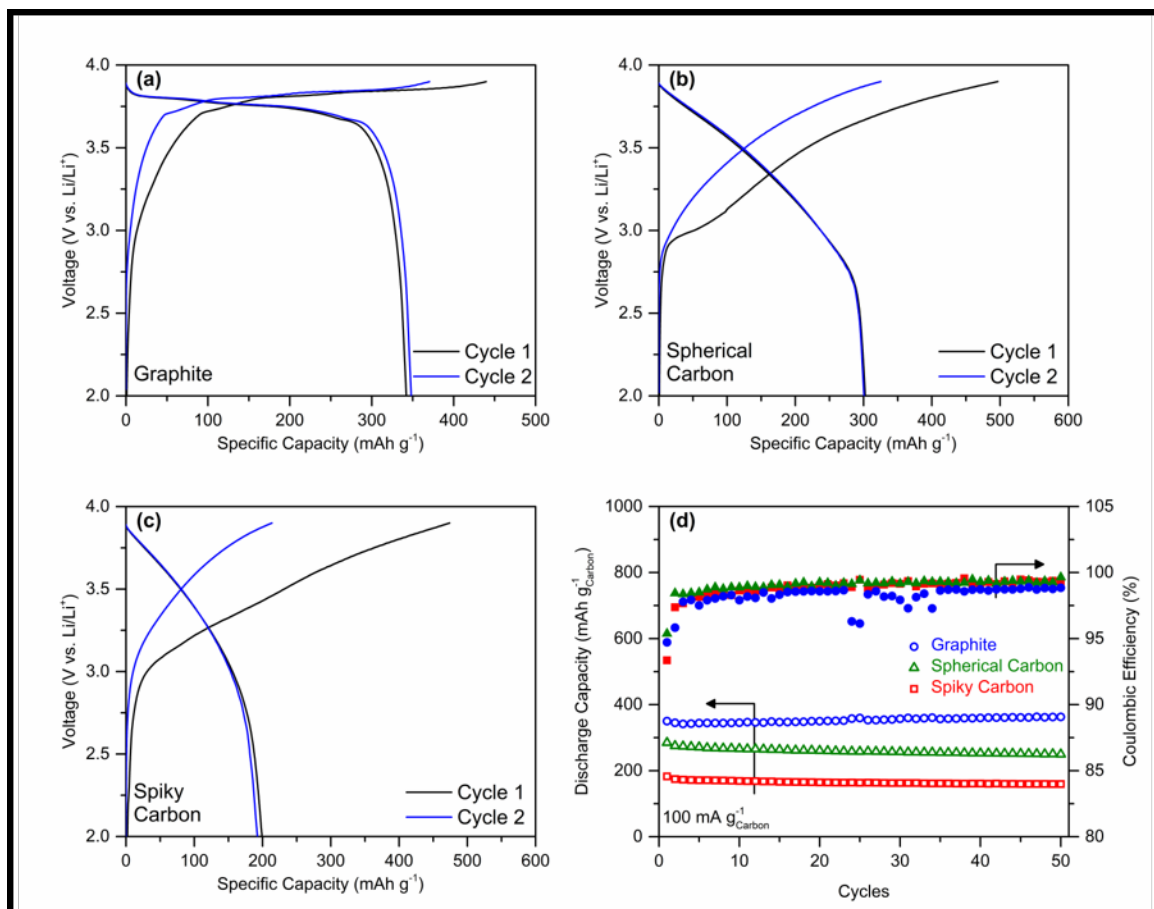 (a)
4.0
3.5
3.0
2.5
2.0
Voltage (V vs. Li/Li⁺)
Graphite
Cycle 1
Cycle 2
0 100 200 300 400 500
Specific Capacity (mAh g⁻¹)
(b)
4.0
3.5
3.0
2.5
2.0
Voltage (V vs. Li/Li⁺)
Spherical
Carbon
Cycle 1
Cycle 2
0 100 200 300 400 500 600
Specific Capacity (mAh g⁻¹)
(c)
4.0
3.5
3.0
2.5
2.0
Voltage (V vs. Li/Li⁺)
Spiky
Carbon
Cycle 1
Cycle 2
0 100 200 300 400 500 600
Specific Capacity (mAh g⁻¹)
(d)
1000
800
600
400
200
0
Discharge Capacity (mAh g⁻¹Carbon)
Graphite
Spherical Carbon
Spiky Carbon
100 mA g⁻¹Carbon
105
100
95
90
85
80
Coulombic Efficiency (%)
0 10 20 30 40 50
Cycles